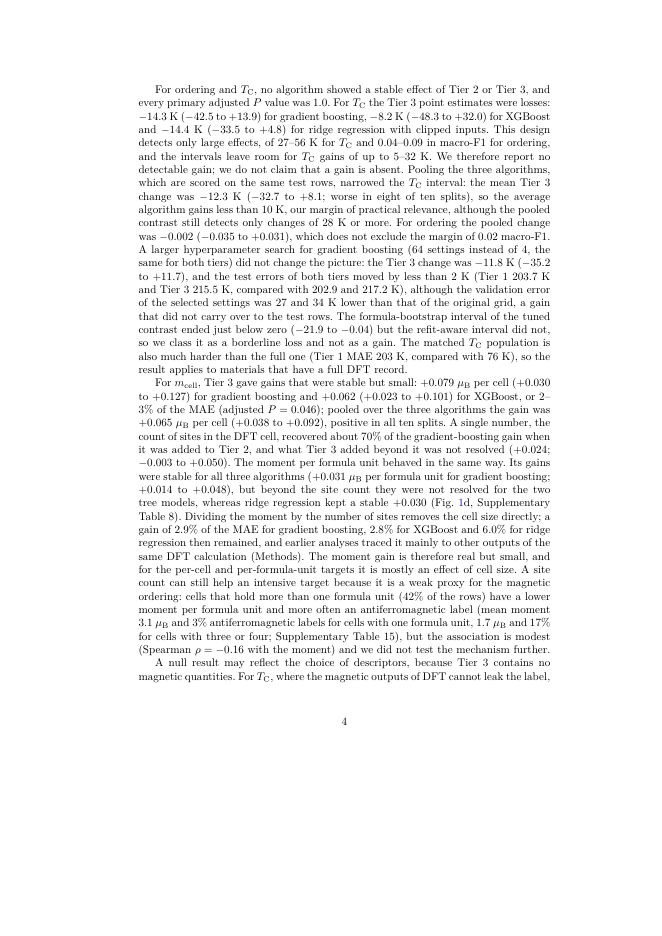 For ordering and TC, no algorithm showed a stable effect of Tier 2 or Tier 3, and
every primary adjusted P value was 1.0. For TC the Tier 3 point estimates were losses:
−14.3 K (−42.5 to +13.9) for gradient boosting, −8.2 K (−48.3 to +32.0) for XGBoost
and −14.4 K (−33.5 to +4.8) for ridge regression with clipped inputs. This design
detects only large effects, of 27–56 K for TC and 0.04–0.09 in macro-F1 for ordering,
and the intervals leave room for TC gains of up to 5–32 K. We therefore report no
detectable gain; we do not claim that a gain is absent. Pooling the three algorithms,
which are scored on the same test rows, narrowed the TC interval: the mean Tier 3
change was −12.3 K (−32.7 to +8.1; worse in eight of ten splits), so the average
algorithm gains less than 10 K, our margin of practical relevance, although the pooled
contrast still detects only changes of 28 K or more. For ordering the pooled change
was −0.002 (−0.035 to +0.031), which does not exclude the margin of 0.02 macro-F1.
A larger hyperparameter search for gradient boosting (64 settings instead of 4, the
same for both tiers) did not change the picture: the Tier 3 change was −11.8 K (−35.2
to +11.7), and the test errors of both tiers moved by less than 2 K (Tier 1 203.7 K
and Tier 3 215.5 K, compared with 202.9 and 217.2 K), although the validation error
of the selected settings was 27 and 34 K lower than that of the original grid, a gain
that did not carry over to the test rows. The formula-bootstrap interval of the tuned
contrast ended just below zero (−21.9 to −0.04) but the refit-aware interval did not,
so we class it as a borderline loss and not as a gain. The matched TC population is
also much harder than the full one (Tier 1 MAE 203 K, compared with 76 K), so the
result applies to materials that have a full DFT record.
For mcell, Tier 3 gave gains that were stable but small: +0.079 μB per cell (+0.030
to +0.127) for gradient boosting and +0.062 (+0.023 to +0.101) for XGBoost, or 2–
3% of the MAE (adjusted P = 0.046); pooled over the three algorithms the gain was
+0.065 μB per cell (+0.038 to +0.092), positive in all ten splits. A single number, the
count of sites in the DFT cell, recovered about 70% of the gradient-boosting gain when
it was added to Tier 2, and what Tier 3 added beyond it was not resolved (+0.024;
−0.003 to +0.050). The moment per formula unit behaved in the same way. Its gains
were stable for all three algorithms (+0.031 μB per formula unit for gradient boosting;
+0.014 to +0.048), but beyond the site count they were not resolved for the two
tree models, whereas ridge regression kept a stable +0.030 (Fig. 1d, Supplementary
Table 8). Dividing the moment by the number of sites removes the cell size directly; a
gain of 2.9% of the MAE for gradient boosting, 2.8% for XGBoost and 6.0% for ridge
regression then remained, and earlier analyses traced it mainly to other outputs of the
same DFT calculation (Methods). The moment gain is therefore real but small, and
for the per-cell and per-formula-unit targets it is mostly an effect of cell size. A site
count can still help an intensive target because it is a weak proxy for the magnetic
ordering: cells that hold more than one formula unit (42% of the rows) have a lower
moment per formula unit and more often an antiferromagnetic label (mean moment
3.1 μB and 3% antiferromagnetic labels for cells with one formula unit, 1.7 μB and 17%
for cells with three or four; Supplementary Table 15), but the association is modest
(Spearman ρ = −0.16 with the moment) and we did not test the mechanism further.
A null result may reflect the choice of descriptors, because Tier 3 contains no
magnetic quantities. For TC, where the magnetic outputs of DFT cannot leak the label,
4